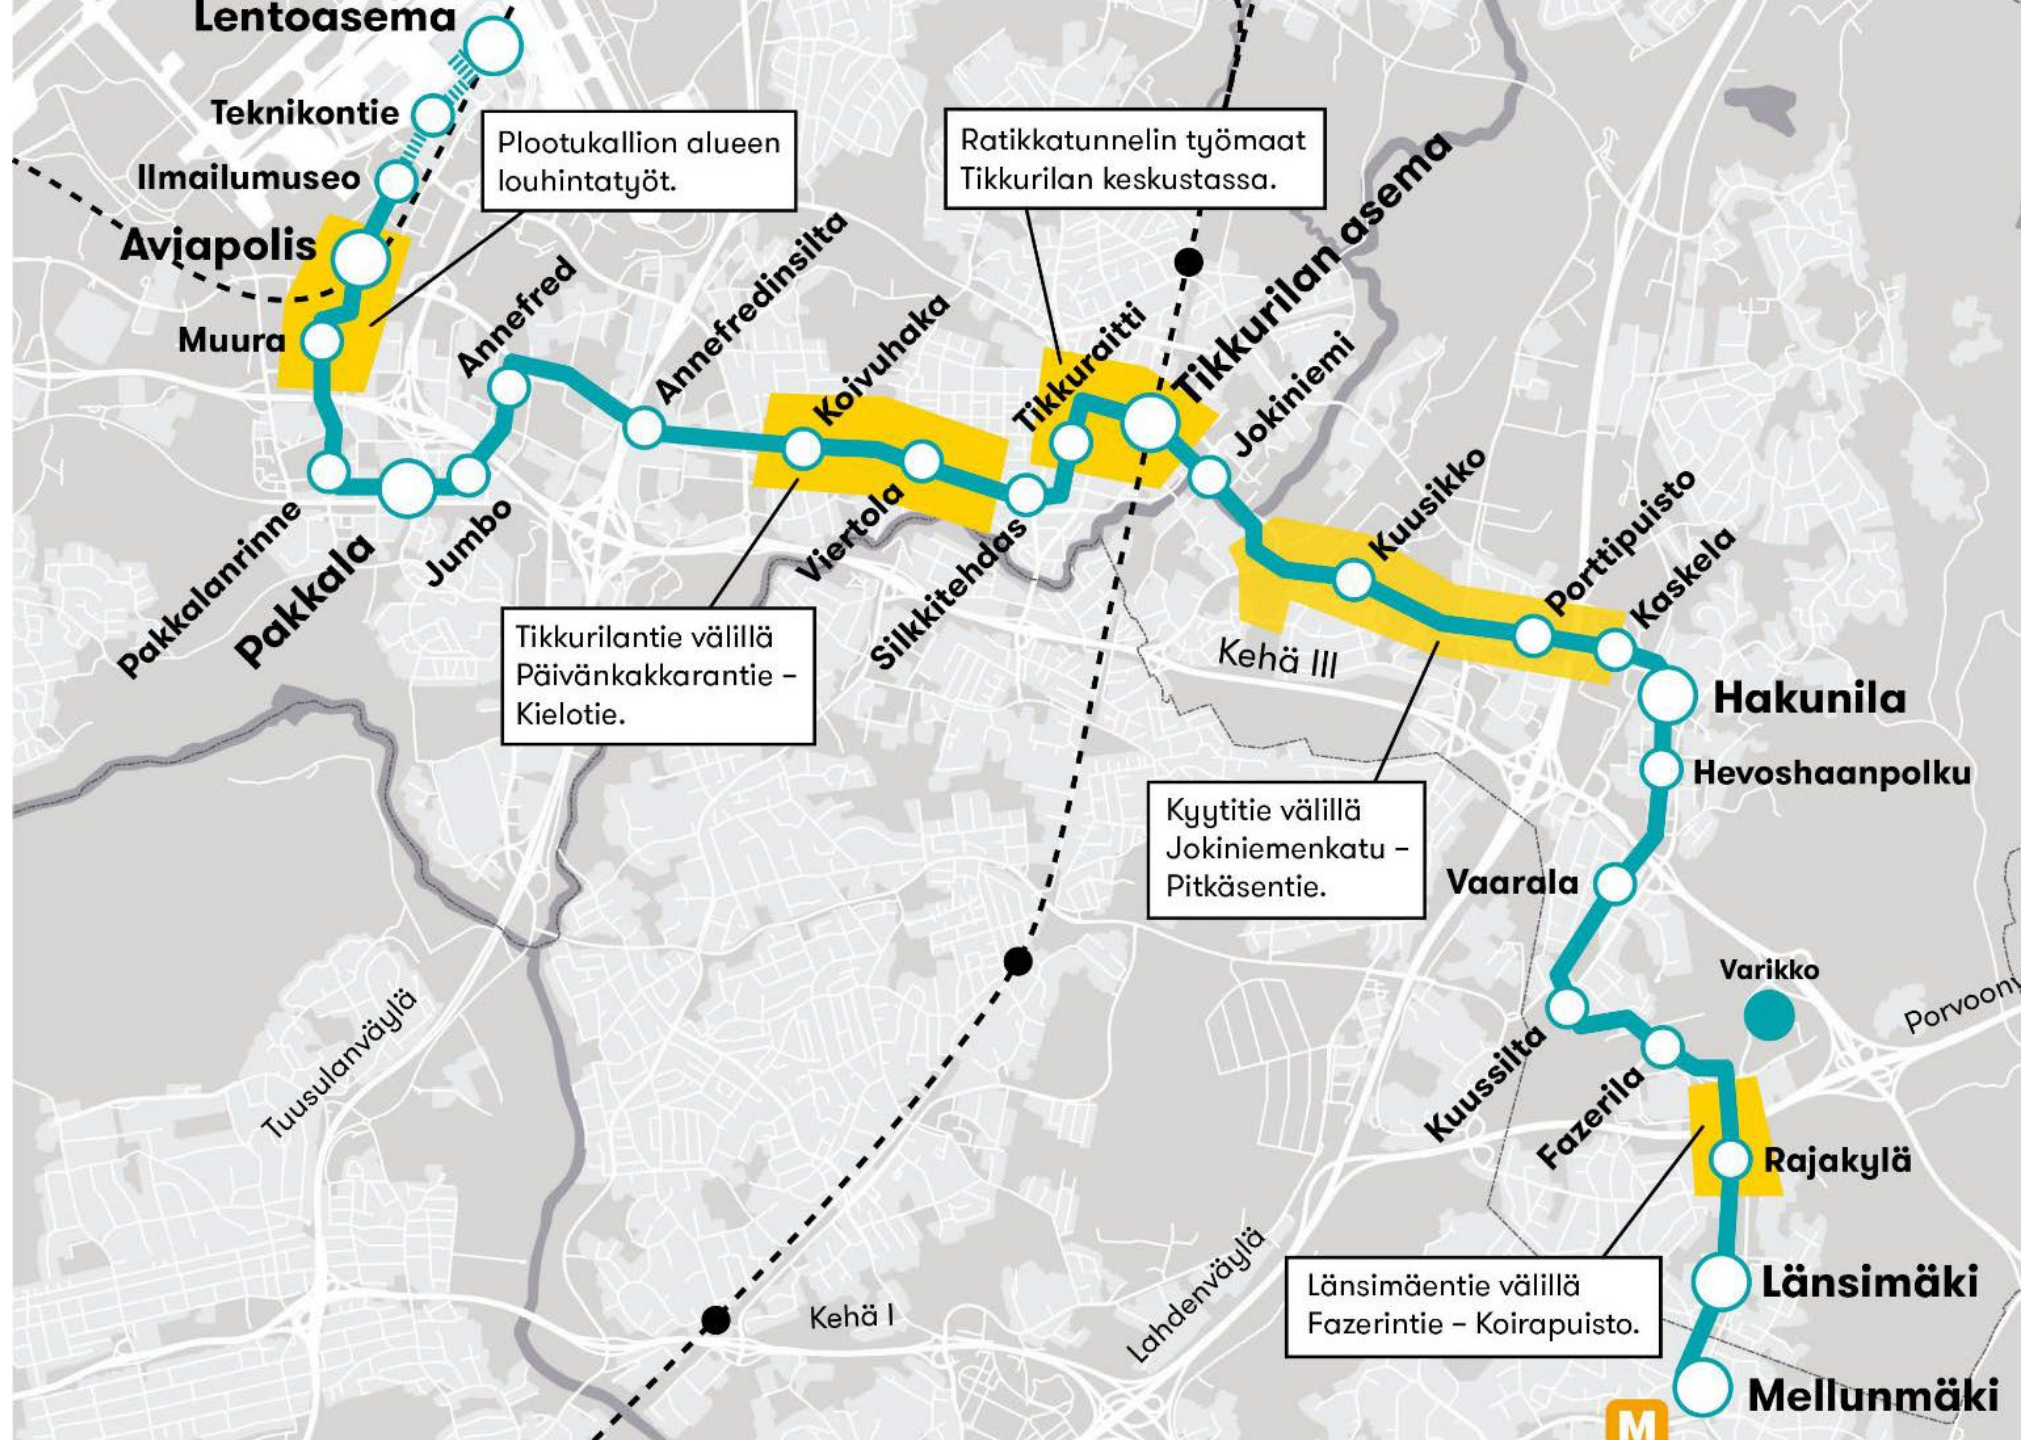 Lentoasema
Teknikontie
Ilmailumuseo
Aviapolis
Muura
Plootukallion alueen
louhintatyöt.
Ratikkatunnelin työmaat
Tikkurilan keskustassa.
Pakkalanrinne
Pakkala
Jumbo
Annefred
Annefredinsilta
Koivuhaka
Viertola
Silkkitehdas
Tikkuraitti
Tikkurilan asema
Jokiniemi
Kuusikko
Porttipuisto
Kaskela
Tikkurilantie välillä
Päivänkakkarantie –
Kielotie.
Kehä III
Hakunila
Hevoshaanpolku
Kyytitie välillä
Jokiniemenkatu –
Pitkäsentie.
Vaarala
Varikko
Kuussilta
Fazerila
Tuusulanväylä
Rajakylä
Länsimäentie välillä
Fazerintie – Koirapuisto.
Länsimäki
Kehä I
Lahdenväylä
Mellunmäki
M